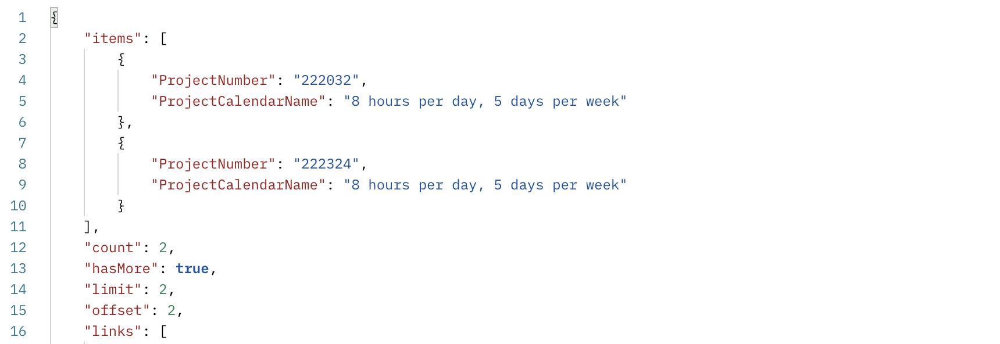 1 {
2 "items": [
3 {
4 "ProjectNumber": "222032",
5 "ProjectCalendarName": "8 hours per day, 5 days per week"
6 },
7 {
8 "ProjectNumber": "222324",
9 "ProjectCalendarName": "8 hours per day, 5 days per week"
10 }
11 ],
12 "count": 2,
13 "hasMore": true,
14 "limit": 2,
15 "offset": 2,
16 "links": [